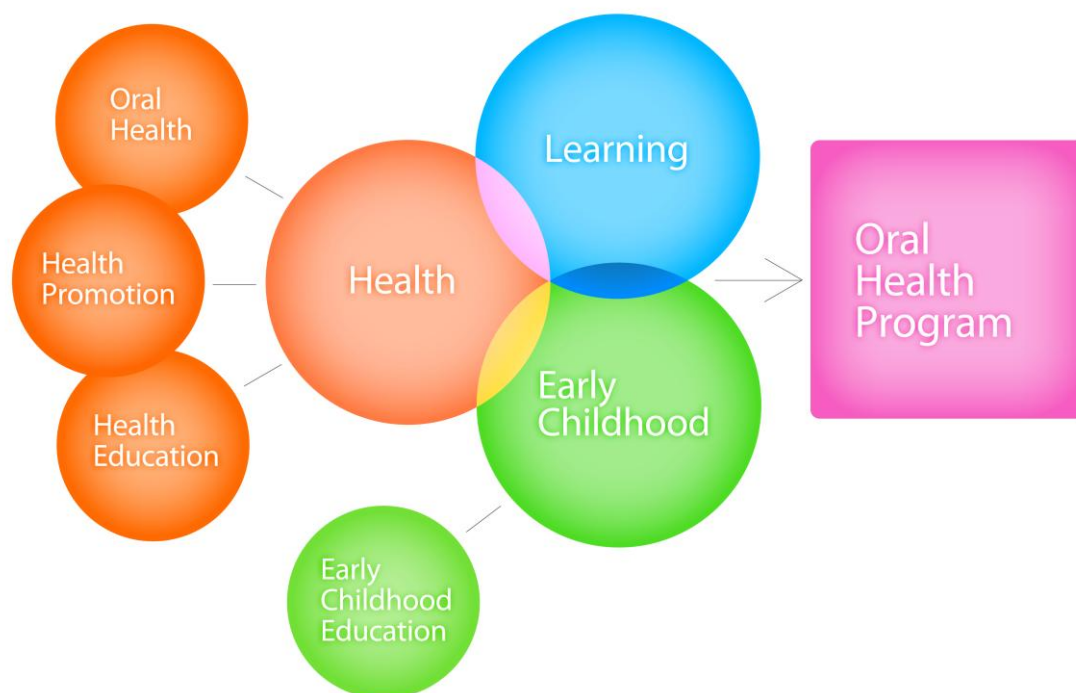 Oral
Health
Health
Promotion
Health
Education
Health
Learning
Early
Childhood
Early
Childhood
Education
Oral
Health
Program